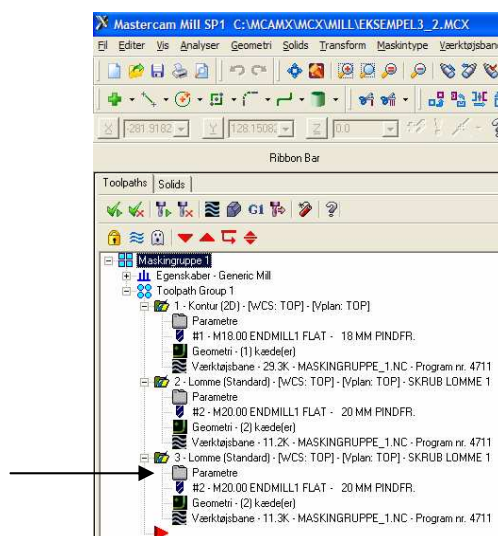 Mastercam Mill SP1 C:\MCAMX\MCX\MILL\EKSEMPEL3_2.MCX
Fil Editer Vis Analyser Geometri Solids Transform Maskintype Værktøjsban
X -281.9182 Y 128.1508 Z 0.0
Ribbon Bar
Toolpaths Solids
G1
Maskingruppe 1
Egenskaber - Generic Mill
Toolpath Group 1
1 - Kontur (2D) - [WCS: TOP] - [Vplan: TOP]
Parametre
#1 - M18.00 ENDMILL1 FLAT - 18 MM PINDFR.
Geometri - (1) kæde(er)
Værktøjsbane - 29.3K - MASKINGRUPPE_1.NC - Program nr. 4711
2 - Lomme (Standard) - [WCS: TOP] - [Vplan: TOP] - SKRUB LOMME 1
Parametre
#2 - M20.00 ENDMILL1 FLAT - 20 MM PINDFR.
Geometri - (2) kæde(er)
Værktøjsbane - 11.2K - MASKINGRUPPE_1.NC - Program nr. 4711
3 - Lomme (Standard) - [WCS: TOP] - [Vplan: TOP] - SKRUB LOMME 1
Parametre
#2 - M20.00 ENDMILL1 FLAT - 20 MM PINDFR.
Geometri - (2) kæde(er)
Værktøjsbane - 11.3K - MASKINGRUPPE_1.NC - Program nr. 4711